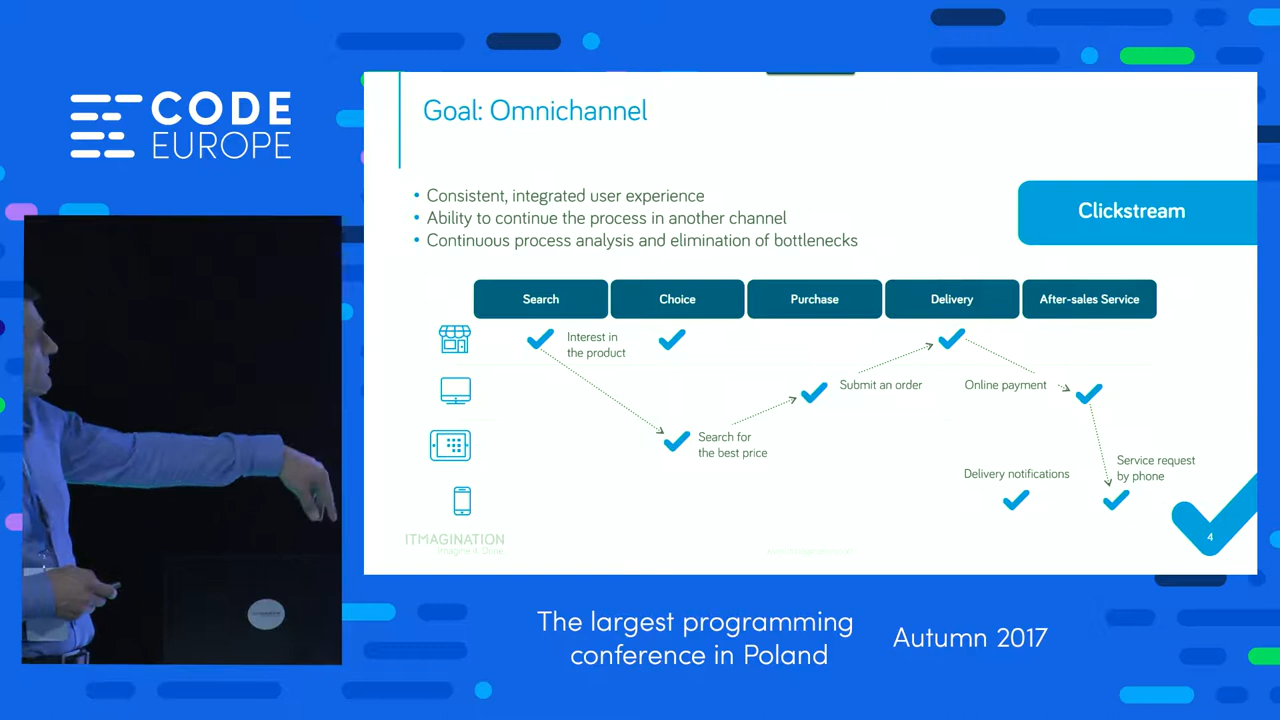 CODE
EUROPE
Goal: Omnichannel
• Consistent, integrated user experience
• Ability to continue the process in another channel
• Continuous process analysis and elimination of bottlenecks
Clickstream
Search
Choice
Purchase
Delivery
After-sales Service
Interest in
the product
Submit an order
Online payment
Search for
the best price
Delivery notifications
Service request
by phone
ITMAGINATION
Imagine it. Done.
4
The largest programming
conference in Poland
Autumn 2017